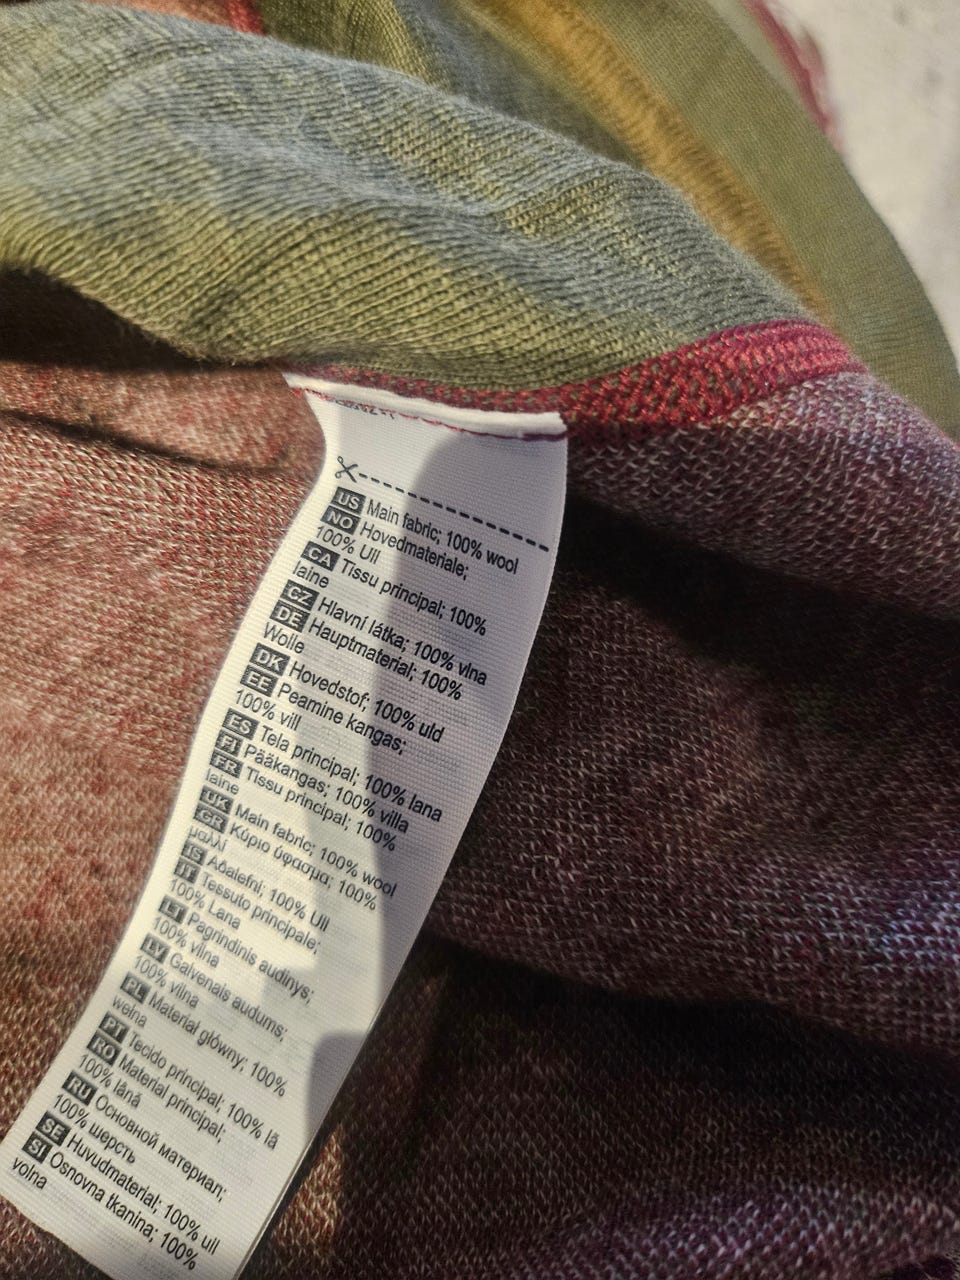 US Main fabric; 100% wool
NO Hovedmateriale;
100% Ull
CA Tissu principal; 100%
laine
CZ Hlavní látka; 100% vlna
DE Hauptmaterial; 100%
Wolle
DK Hovedstof; 100% uld
EE Peamine kangas;
100% vill
ES Tela principal; 100% lana
FI Pääkangas; 100% villa
FR Tissu principal; 100%
laine
UK Main fabric; 100% wool
GR Κύριο ύφασμα; 100%
μαλλί
IS Aðalefni; 100% Ull
IT Tessuto principale;
100% Lana
LT Pagrindinis audinys;
100% vilna
LV Galvenais audums;
100% vilna
PL Materiał główny; 100%
wełna
PT Tecido principal; 100% lã
RO Material principal;
100% lână
RU Основной материал;
100% шерсть
SE Huvudmaterial; 100% ull
SI Osnovna tkanina; 100%
volna